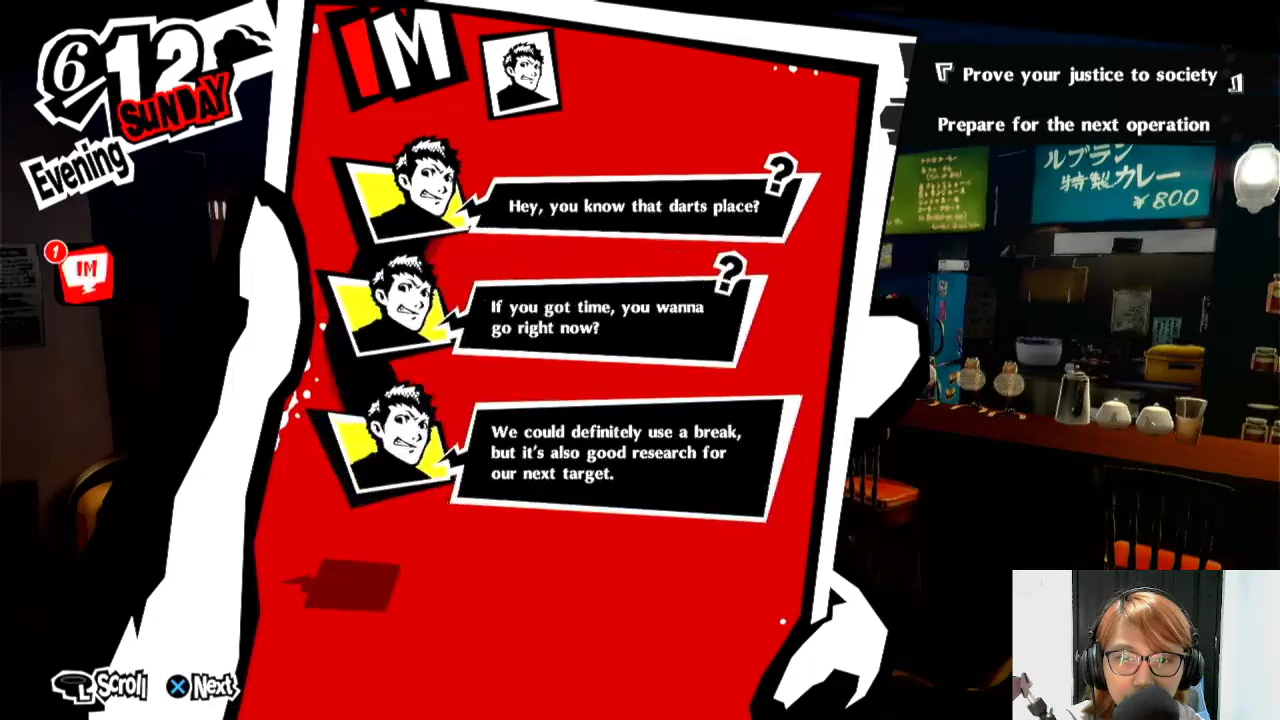 6/12
SUNDAY
Evening
1
IM
IM
Hey, you know that darts place?
?
If you got time, you wanna
go right now?
?
We could definitely use a break,
but it's also good research for
our next target.
『 Prove your justice to society 』
Prepare for the next operation
ルブラン
特製カレー
¥800
L Scroll
Next